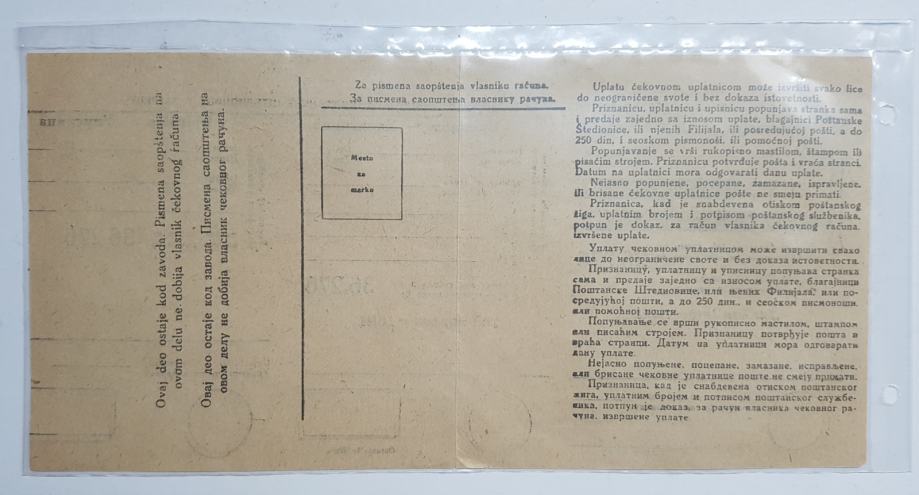 Ovaj deo ostaje kod zavoda. Pismena saopštenja na
ovom delu ne dobija vlasnik čekovnog računa
Овај део остаје код завода. Писмена саопштења на
овом делу не добија власник чековног рачуна.
Za pismena saopštenja vlasniku računa.
За писмена саопштења власнику рачуна.
Mesto
za
marko
Uplatu čekovnom uplatnicom može izvršiti svako lice
do neograničene svote i bez dokaza istovetnosti.
Priznanicu, uplatnicu i upisnicu popunjava stranka sama
i predaje zajedno sa iznosom uplate, blagajnici Poštanske
Štedionice, ili njenih Filijala, ili posredujućoj pošti, a do
250 din, i seoskom pismonoši, ili pomoćnoj pošti.
Popunjavanje se vrši rukopisno mastilom, štampom ili
pisaćim strojem. Priznanicu potvrđuje pošta i vraća stranci.
Datum na uplatnici mora odgovarati danu uplate.
Nejasno popunjene, pocepane, zamazane, ispravljene,
ili brisane čekovne uplatnice pošte ne smeju primati.
Priznanica, kad je snabdevena otiskom poštanskog
žiga, uplatnim brojem i potpisom poštanskog službenika,
potpun je dokaz, za račun vlasnika čekovnog računa,
izvršene uplate.
Уплату чековном уплатницом може извршити свако
лице до неограничене своте и без доказа истоветности.
Признаницу, уплатницу и уписницу попуњава странка
сама и предаје заједно са износом уплате, благајници
Поштанске Штедионице, или њених Филијала, или по-
средујућој пошти, а до 250 дин., и сеоском писмоноши,
или помоћној пошти.
Попуњавање се врши рукописно мастилом, штампом
или писаћим стројем. Признаницу потврђује пошта и
враћа странци. Датум на уплатници мора одговарати
дану уплате.
Нејасно попуњене, поцепане, замазане, исправљене,
или брисане чековне уплатнице поште не смеју примати.
Признаница, кад је снабдевена отиском поштанског
жига, уплатним бројем и потписом поштанског службе-
ника, потпун је доказ, за рачун власника чековног ра-
чуна, извршене уплате